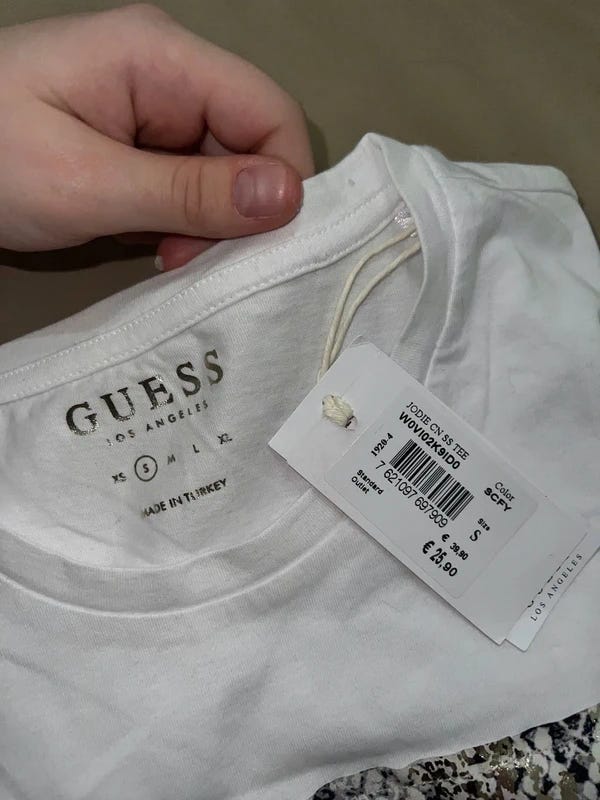 GUESS
LOS ANGELES
XS S M L XL
MADE IN TURKEY
JODIE CN SS TEE
W0VI02K9ID0
1920-4
Color
SCFY
7 621097 697909
Size
S
Standard
Outlet
€ 39,90
€ 25,90
LOS ANGELES